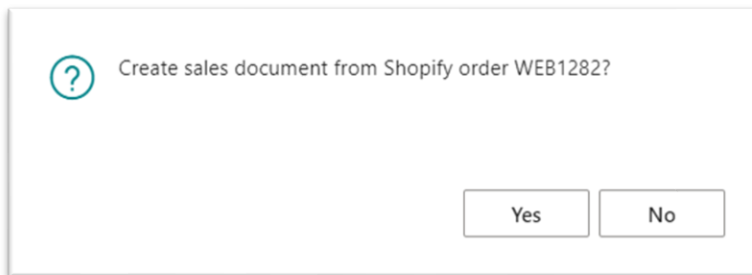 Create sales document from Shopify order WEB1282?
Yes
No